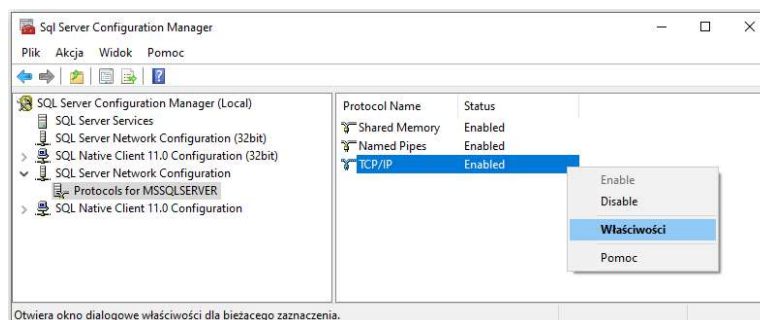 Sql Server Configuration Manager
Plik Akcja Widok Pomoc
SQL Server Configuration Manager (Local)
SQL Server Services
SQL Server Network Configuration (32bit)
SQL Native Client 11.0 Configuration (32bit)
SQL Server Network Configuration
Protocols for MSSQLSERVER
SQL Native Client 11.0 Configuration
Protocol Name Status
Shared Memory Enabled
Named Pipes Enabled
TCP/IP Enabled
Enable
Disable
Właściwości
Pomoc
Otwiera okno dialogowe właściwości dla bieżącego zaznaczenia.